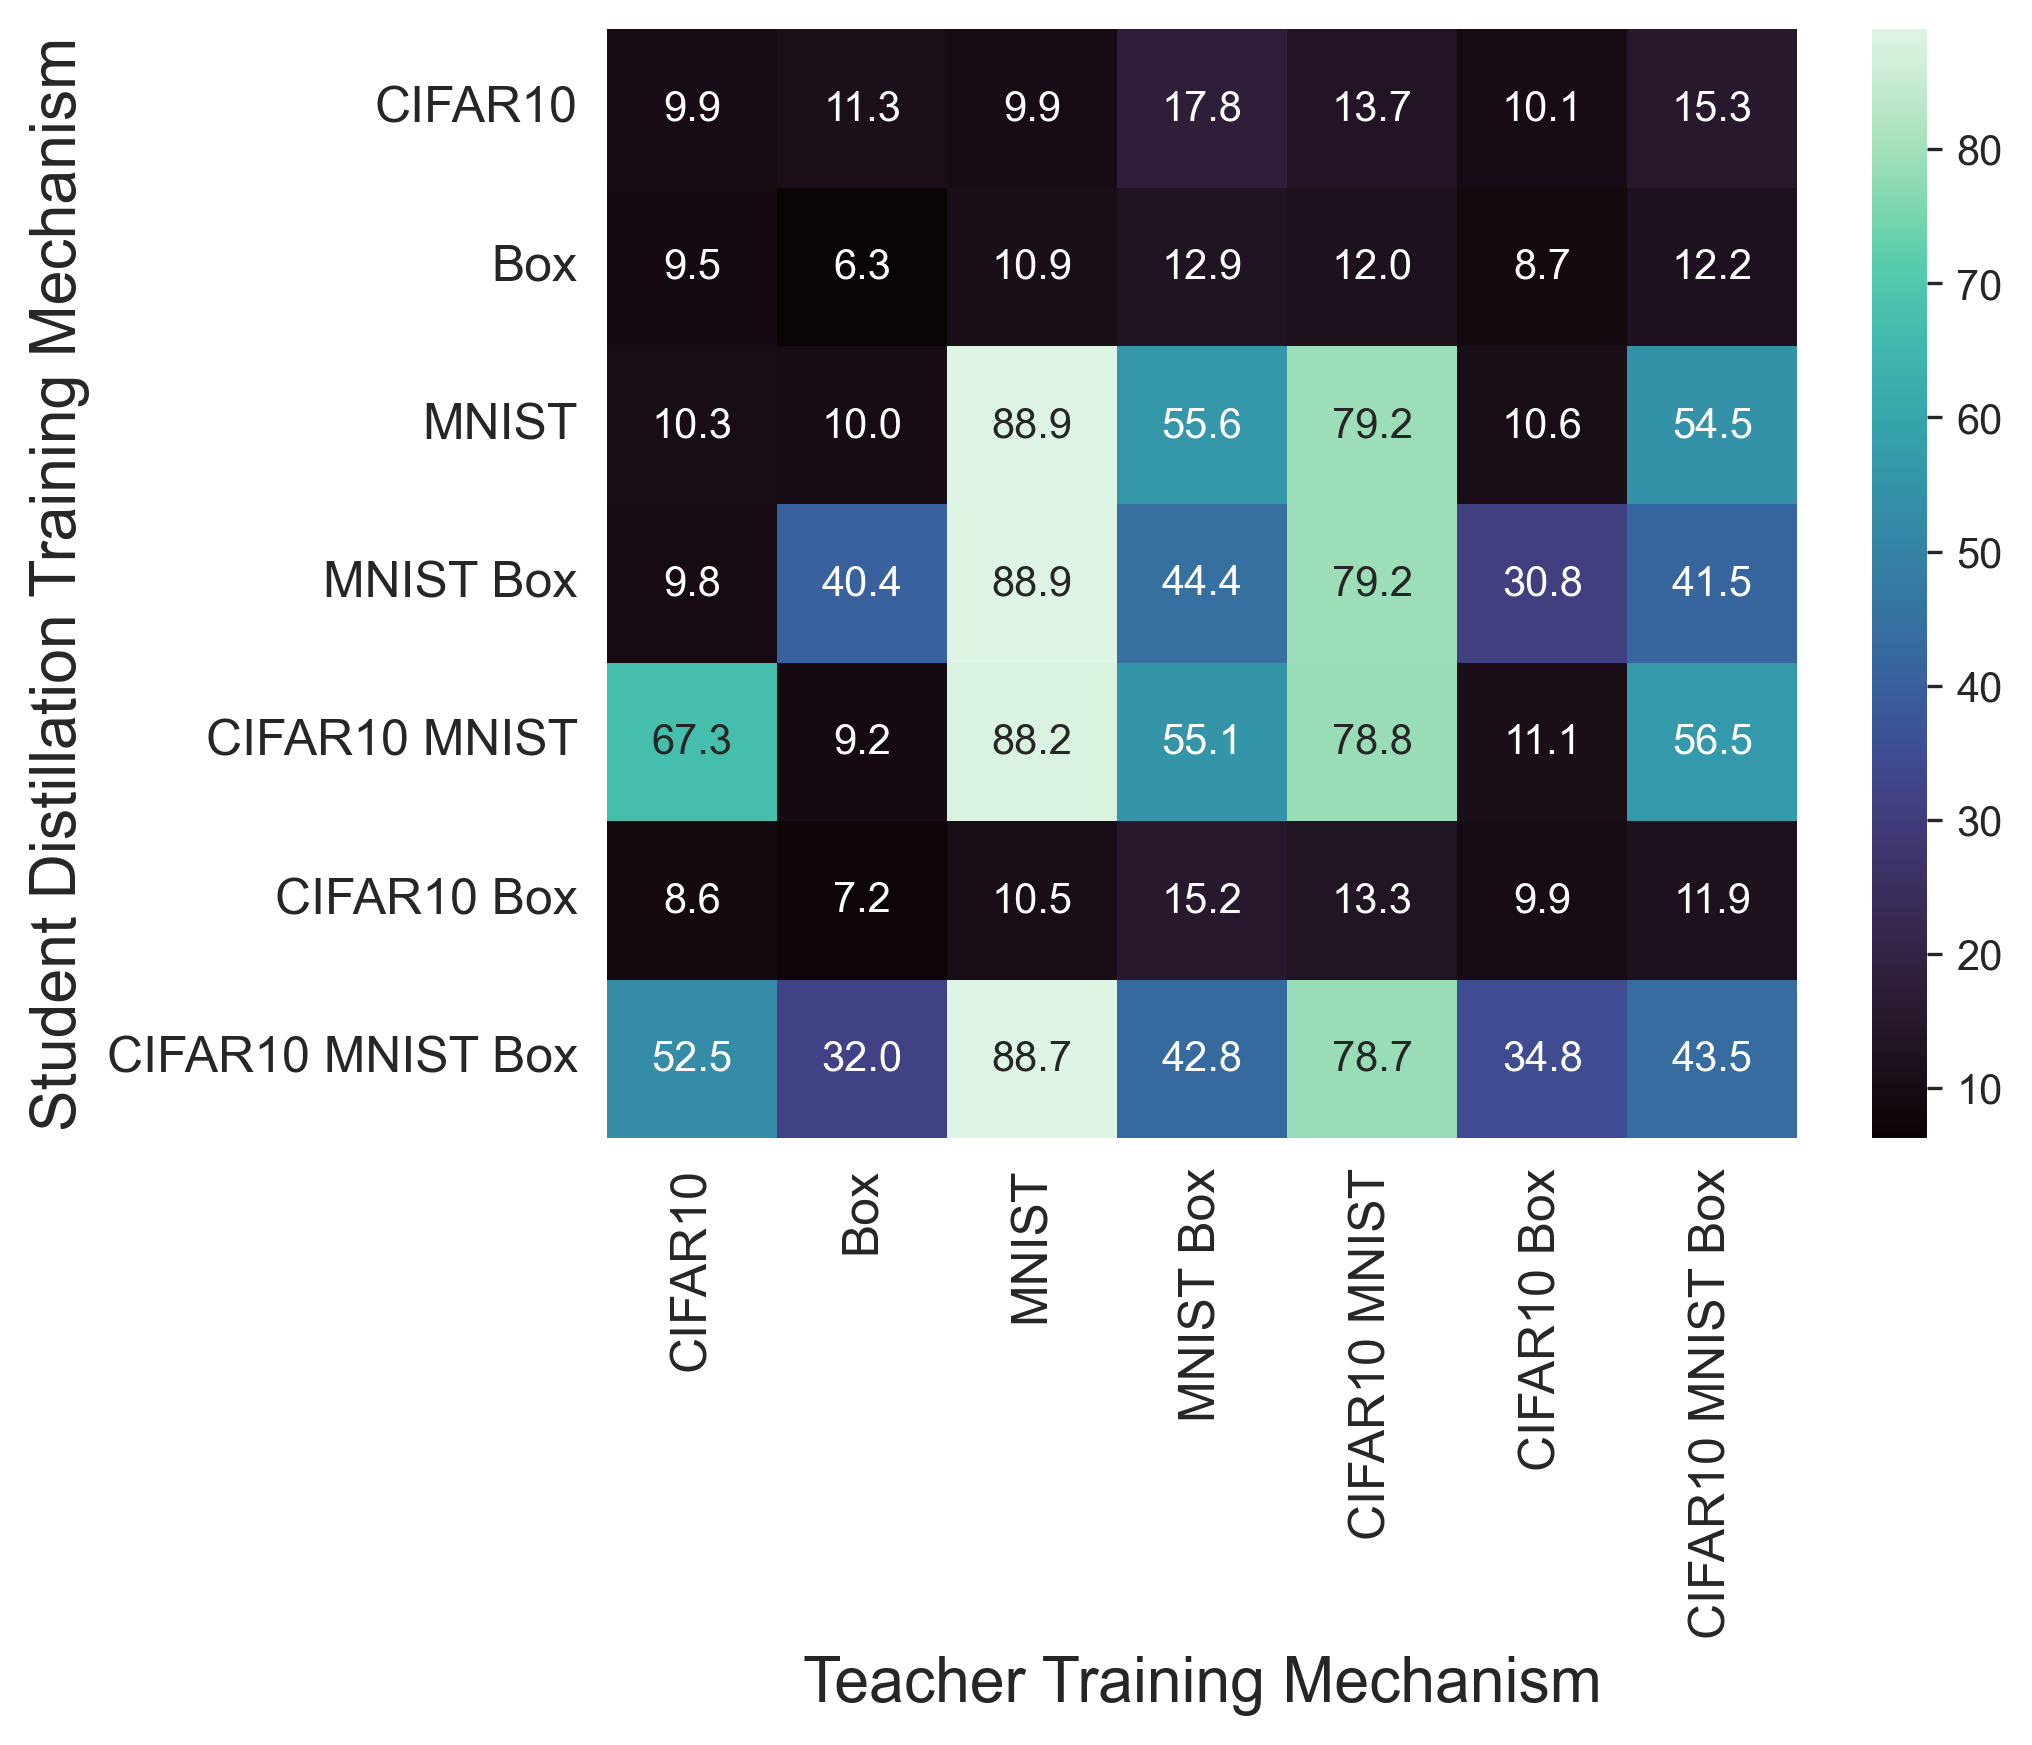 Student Distillation Training Mechanism
CIFAR10 9.9 11.3 9.9 17.8 13.7 10.1 15.3
Box 9.5 6.3 10.9 12.9 12.0 8.7 12.2
MNIST 10.3 10.0 88.9 55.6 79.2 10.6 54.5
MNIST Box 9.8 40.4 88.9 44.4 79.2 30.8 41.5
CIFAR10 MNIST 67.3 9.2 88.2 55.1 78.8 11.1 56.5
CIFAR10 Box 8.6 7.2 10.5 15.2 13.3 9.9 11.9
CIFAR10 MNIST Box 52.5 32.0 88.7 42.8 78.7 34.8 43.5
CIFAR10
Box
MNIST
MNIST Box
CIFAR10 MNIST
CIFAR10 Box
CIFAR10 MNIST Box
Teacher Training Mechanism
80
70
60
50
40
30
20
10